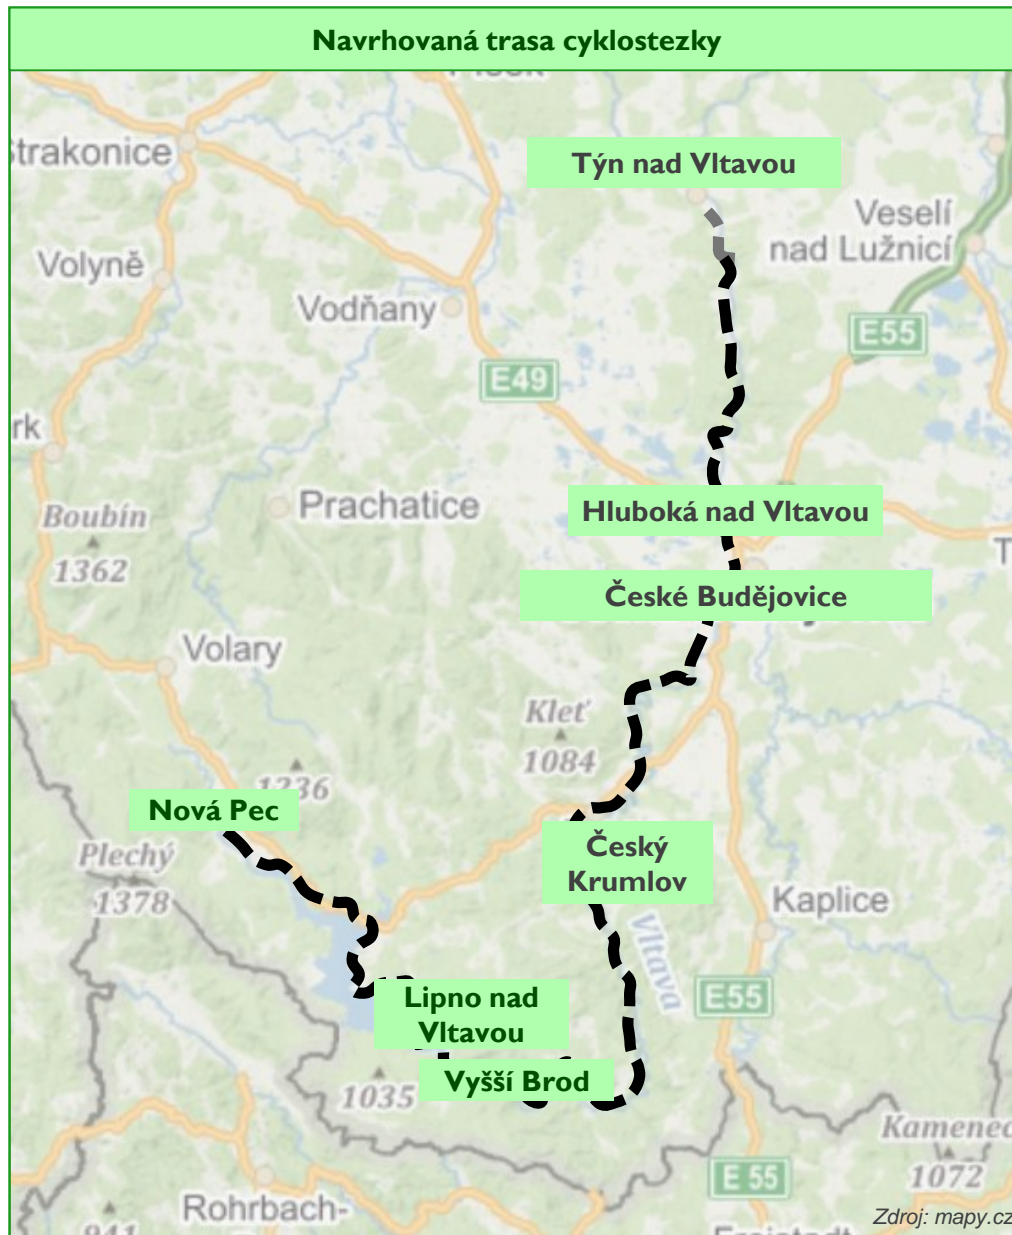 Navrhovaná trasa cyklostezky
Strakonice
Týn nad Vltavou
Veselí
nad Lužnicí
Volyně
Vodňany
E55
E49
rk
Prachatice
Hluboká nad Vltavou
Boubín
1362
T
České Budějovice
Volary
Kleť
1084
1236
Nová Pec
Plechý
1378
Český
Krumlov
Kaplice
Vltava
E55
Lipno nad
Vltavou
Vyšší Brod
1035
Kamenec
1072
E 55
Rohrbach-
941
Zdroj: mapy.cz